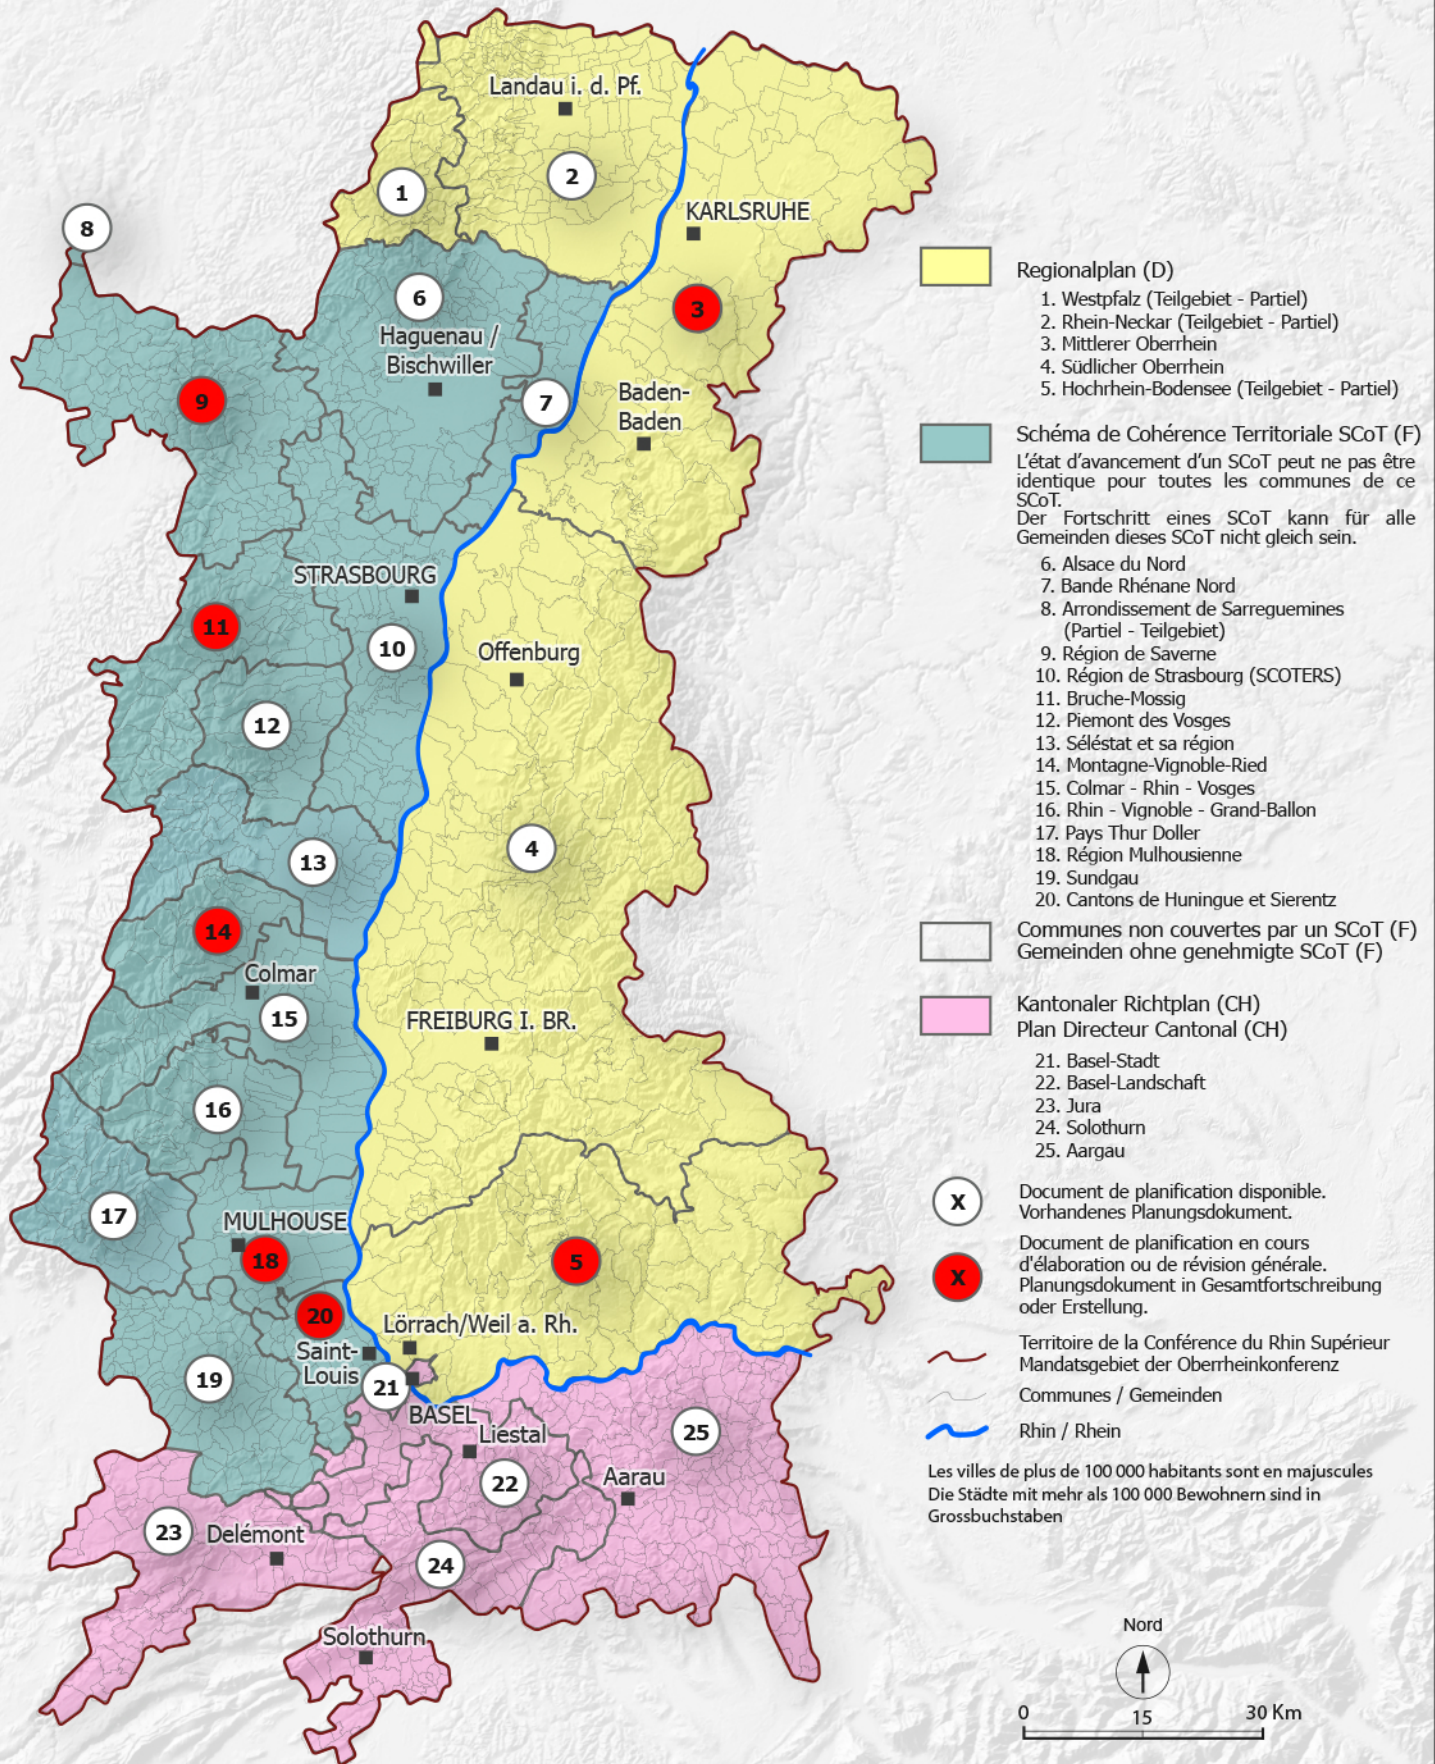 Landau i. d. Pf.
2
1
KARLSRUHE
8
6
3
Haguenau /
Bischwiller
9
7
Baden-
Baden
STRASBOURG
11
10
Offenburg
12
13
4
14
Colmar
15
FREIBURG I. BR.
16
17
MULHOUSE
18
5
20
Lörrach/Weil a. Rh.
Saint-
Louis
19
21
BASEL
Liestal
25
22
Aarau
23
Delémont
24
Solothurn
Regionalplan (D)
1. Westpfalz (Teilgebiet - Partiel)
2. Rhein-Neckar (Teilgebiet - Partiel)
3. Mittlerer Oberrhein
4. Südlicher Oberrhein
5. Hochrhein-Bodensee (Teilgebiet - Partiel)
Schéma de Cohérence Territoriale SCoT (F)
L'état d'avancement d'un SCoT peut ne pas être
identique pour toutes les communes de ce
SCoT.
Der Fortschritt eines SCoT kann für alle
Gemeinden dieses SCoT nicht gleich sein.
6. Alsace du Nord
7. Bande Rhénane Nord
8. Arrondissement de Sarreguemines
(Partiel - Teilgebiet)
9. Région de Saverne
10. Région de Strasbourg (SCOTERS)
11. Bruche-Mossig
12. Piemont des Vosges
13. Séléstat et sa région
14. Montagne-Vignoble-Ried
15. Colmar - Rhin - Vosges
16. Rhin - Vignoble - Grand-Ballon
17. Pays Thur Doller
18. Région Mulhousienne
19. Sundgau
20. Cantons de Huningue et Sierentz
Communes non couvertes par un SCoT (F)
Gemeinden ohne genehmigte SCoT (F)
Kantonaler Richtplan (CH)
Plan Directeur Cantonal (CH)
21. Basel-Stadt
22. Basel-Landschaft
23. Jura
24. Solothurn
25. Aargau
X
Document de planification disponible.
Vorhandenes Planungsdokument.
X
Document de planification en cours
d'élaboration ou de révision générale.
Planungsdokument in Gesamtfortschreibung
oder Erstellung.
Territoire de la Conférence du Rhin Supérieur
Mandatsgebiet der Oberrheinkonferenz
Communes / Gemeinden
Rhin / Rhein
Les villes de plus de 100 000 habitants sont en majuscules
Die Städte mit mehr als 100 000 Bewohnern sind in
Grossbuchstaben
Nord
0 15 30 Km